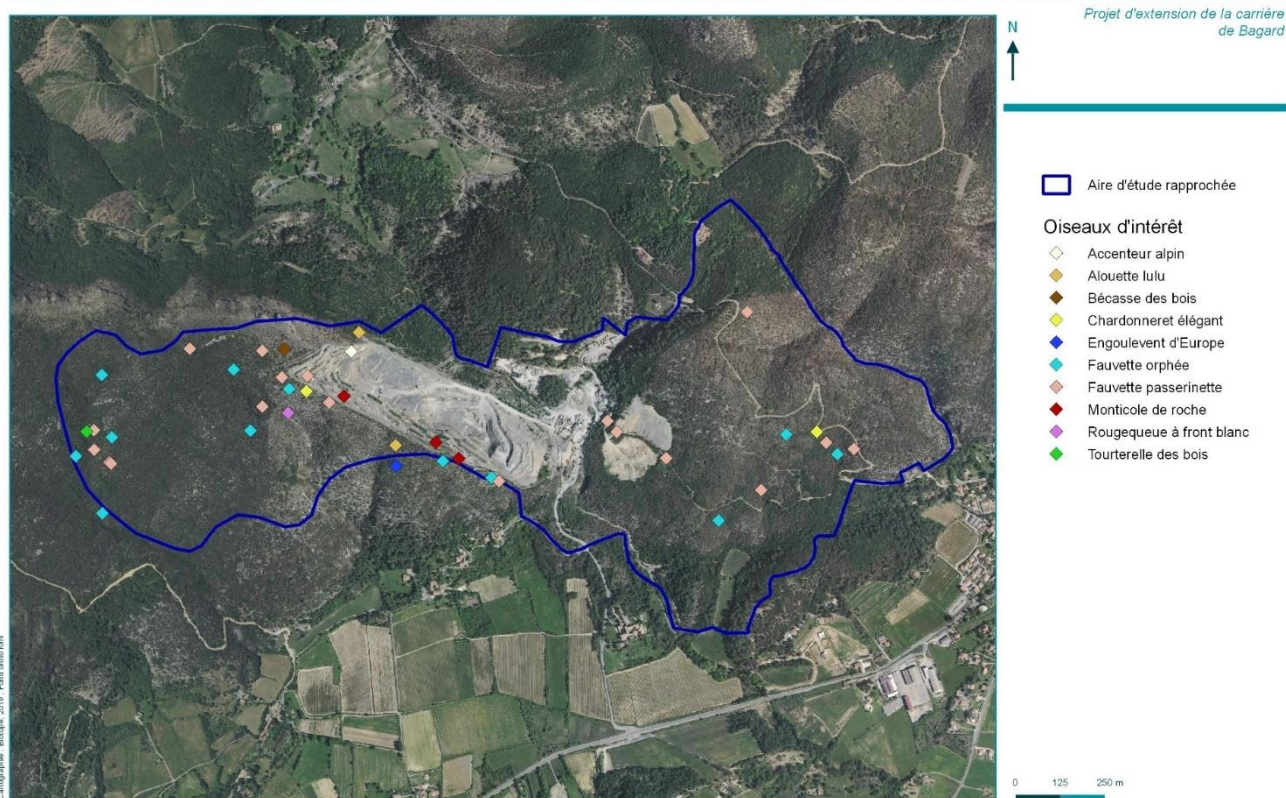 Projet d'extension de la carrière
de Bagard
N
Aire d'étude rapprochée
Oiseaux d'intérêt
Accenteur alpin
Alouette lulu
Bécasse des bois
Chardonneret élégant
Engoulevent d'Europe
Fauvette orphée
Fauvette passerinette
Monticole de roche
Rougequeue à front blanc
Tourterelle des bois
0 125 250 m